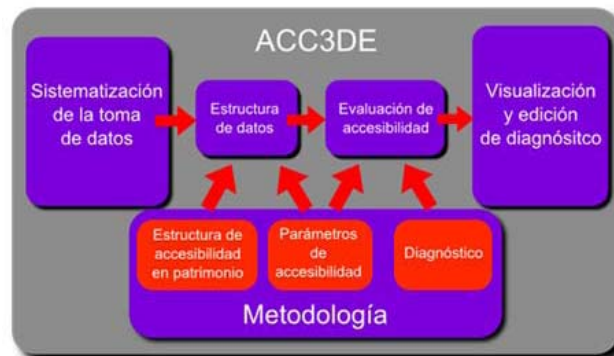 ACC3DE
Sistematización
de la toma
de datos
Estructura
de datos
Evaluación de
accesibilidad
Visualización
y edición
de diagnósitco
Estructura de
accesibilidad
en patrimonio
Parámetros
de
accesibilidad
Diagnóstico
Metodología